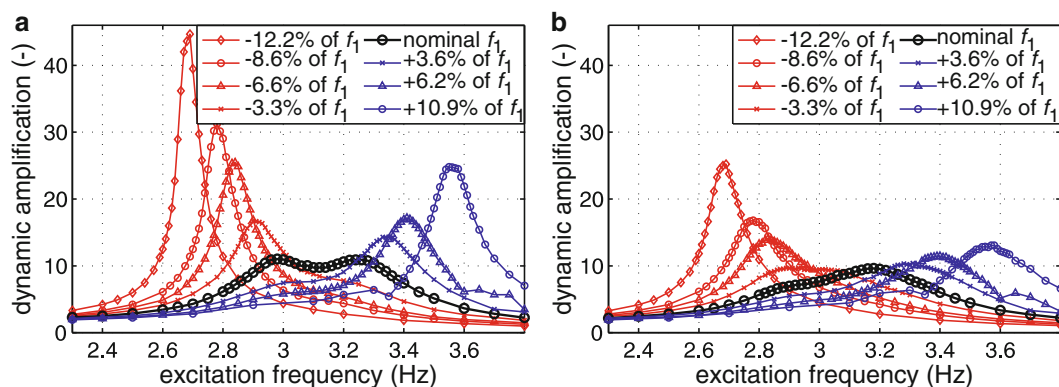 a
dynamic amplification (-)
40
30
20
10
0
-12.2% of f1
-8.6% of f1
-6.6% of f1
-3.3% of f1
nominal f1
+3.6% of f1
+6.2% of f1
+10.9% of f1
2.4 2.6 2.8 3 3.2 3.4 3.6
excitation frequency (Hz)
b
dynamic amplification (-)
40
30
20
10
0
-12.2% of f1
-8.6% of f1
-6.6% of f1
-3.3% of f1
nominal f1
+3.6% of f1
+6.2% of f1
+10.9% of f1
2.4 2.6 2.8 3 3.2 3.4 3.6
excitation frequency (Hz)